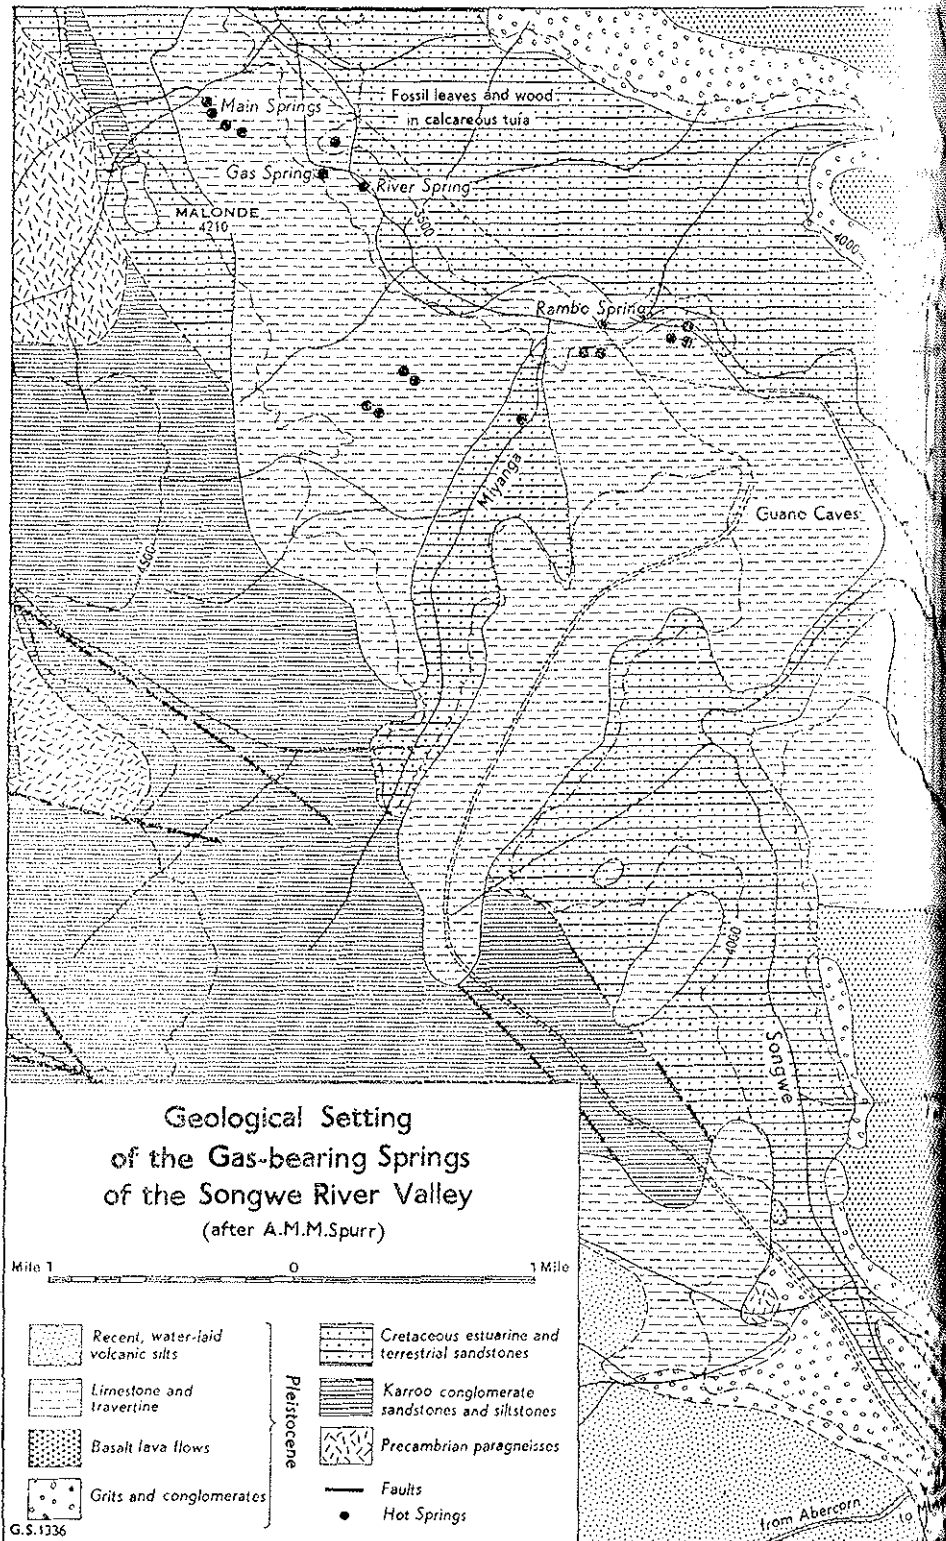 Main Springs
Fossil leaves and wood
in calcareous tufa
Gas Spring
River Spring
MALONDE
4210
3500
4000
Rambo Spring
Mlyanga
Guano Caves
4500
4000
Songwe
Geological Setting
of the Gas-bearing Springs
of the Songwe River Valley
(after A.M.M.Spurr)
Mile 1 0 1 Mile
Recent, water-laid
volcanic silts
Limestone and
travertine
Basalt lava flows
Grits and conglomerates
Pleistocene
Cretaceous estuarine and
terrestrial sandstones
Karroo conglomerate
sandstones and siltstones
Precambrian paragneisses
Faults
Hot Springs
G.S.1336
from Abercorn
to